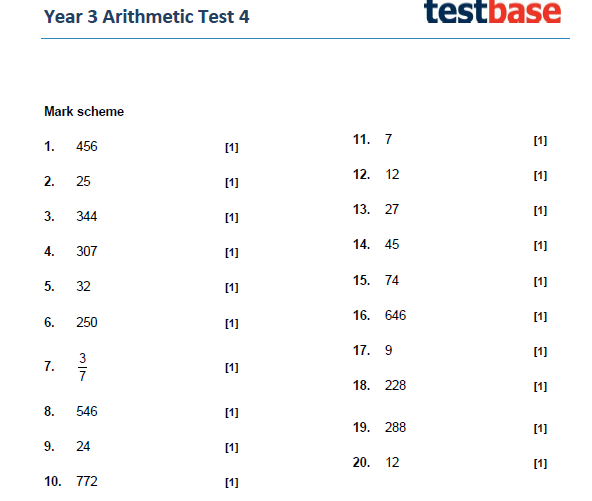 Year 3 Arithmetic Test 4
testbase
Mark scheme
1. 456 [1]
2. 25 [1]
3. 344 [1]
4. 307 [1]
5. 32 [1]
6. 250 [1]
7. 3/7 [1]
8. 546 [1]
9. 24 [1]
10. 772 [1]
11. 7 [1]
12. 12 [1]
13. 27 [1]
14. 45 [1]
15. 74 [1]
16. 646 [1]
17. 9 [1]
18. 228 [1]
19. 288 [1]
20. 12 [1]